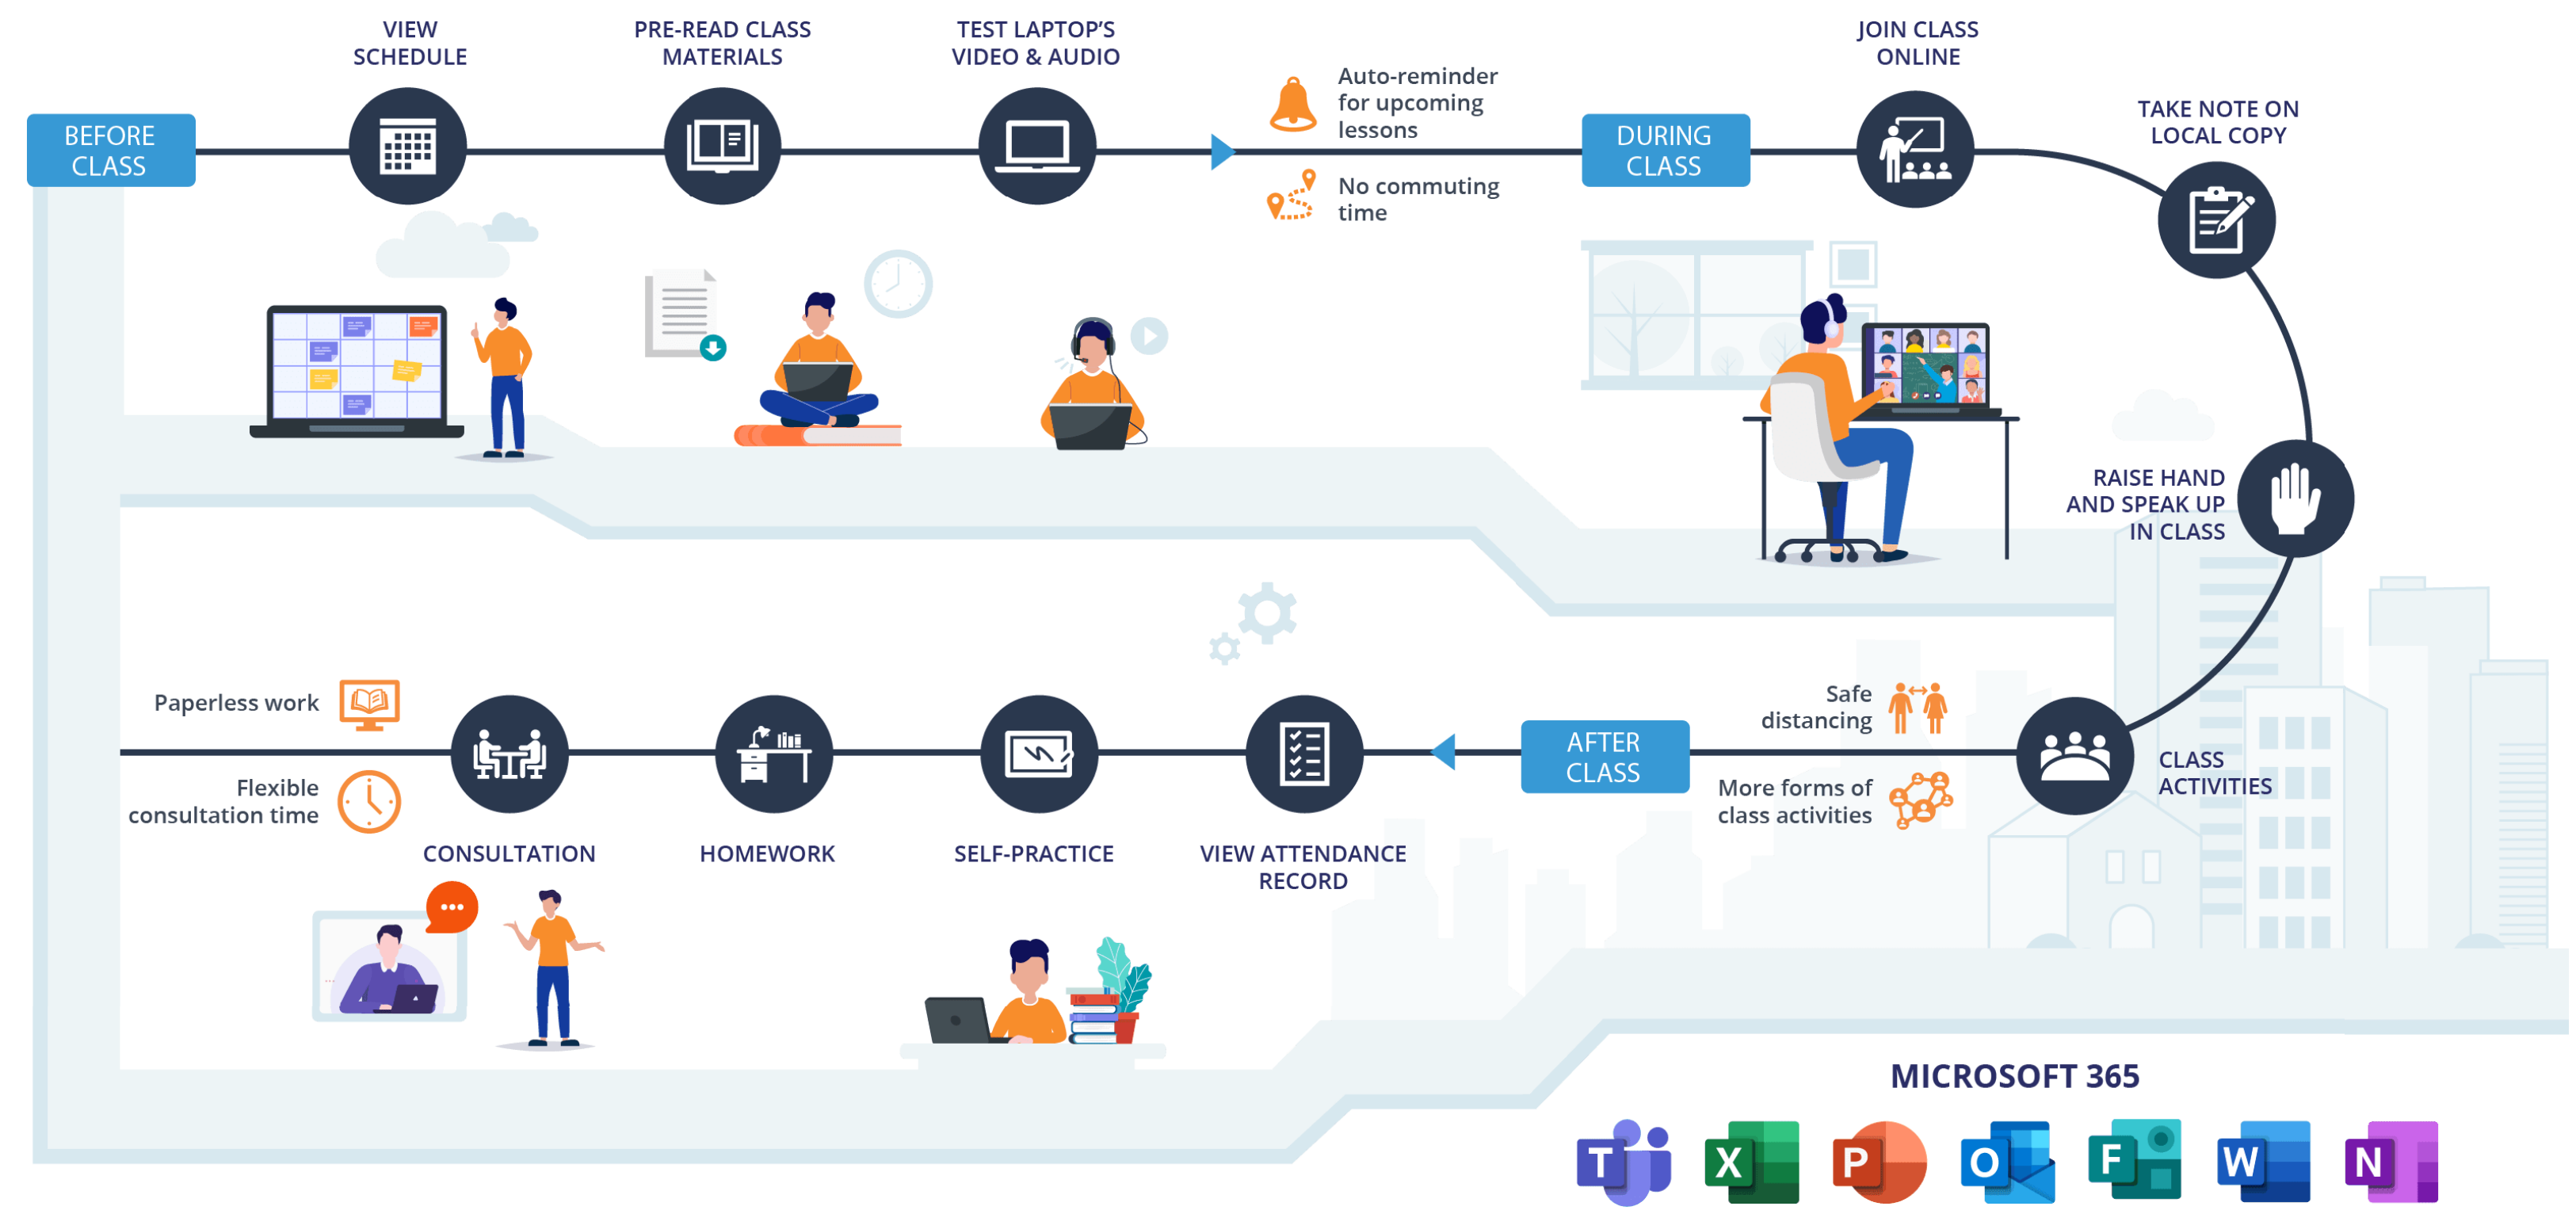 VIEW
SCHEDULE
PRE-READ CLASS
MATERIALS
TEST LAPTOP’S
VIDEO & AUDIO
JOIN CLASS
ONLINE
BEFORE
CLASS
Auto-reminder
for upcoming
lessons
No commuting
time
DURING
CLASS
TAKE NOTE ON
LOCAL COPY
RAISE HAND
AND SPEAK UP
IN CLASS
CLASS
ACTIVITIES
Safe
distancing
More forms of
class activities
AFTER
CLASS
VIEW ATTENDANCE
RECORD
SELF-PRACTICE
HOMEWORK
CONSULTATION
Paperless work
Flexible
consultation time
MICROSOFT 365
T
X
P
O
F
W
N